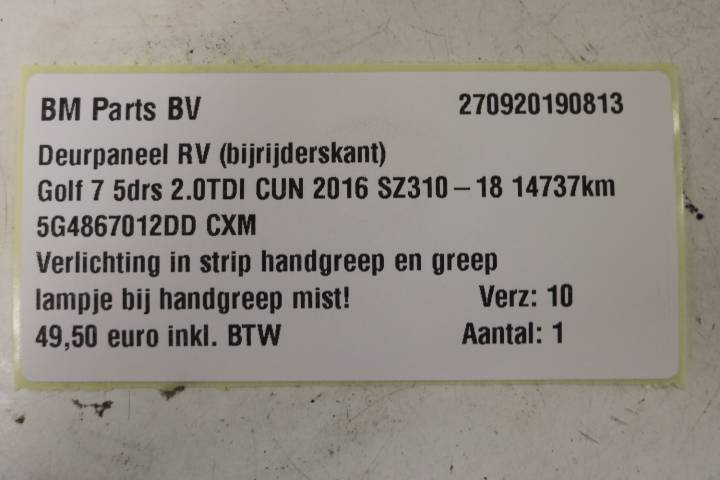 BM Parts BV 270920190813
Deurpaneel RV (bijrijderskant)
Golf 7 5drs 2.0TDI CUN 2016 SZ310 – 18 14737km
5G4867012DD CXM
Verlichting in strip handgreep en greep
lampje bij handgreep mist! Verz: 10
49,50 euro inkl. BTW Aantal: 1